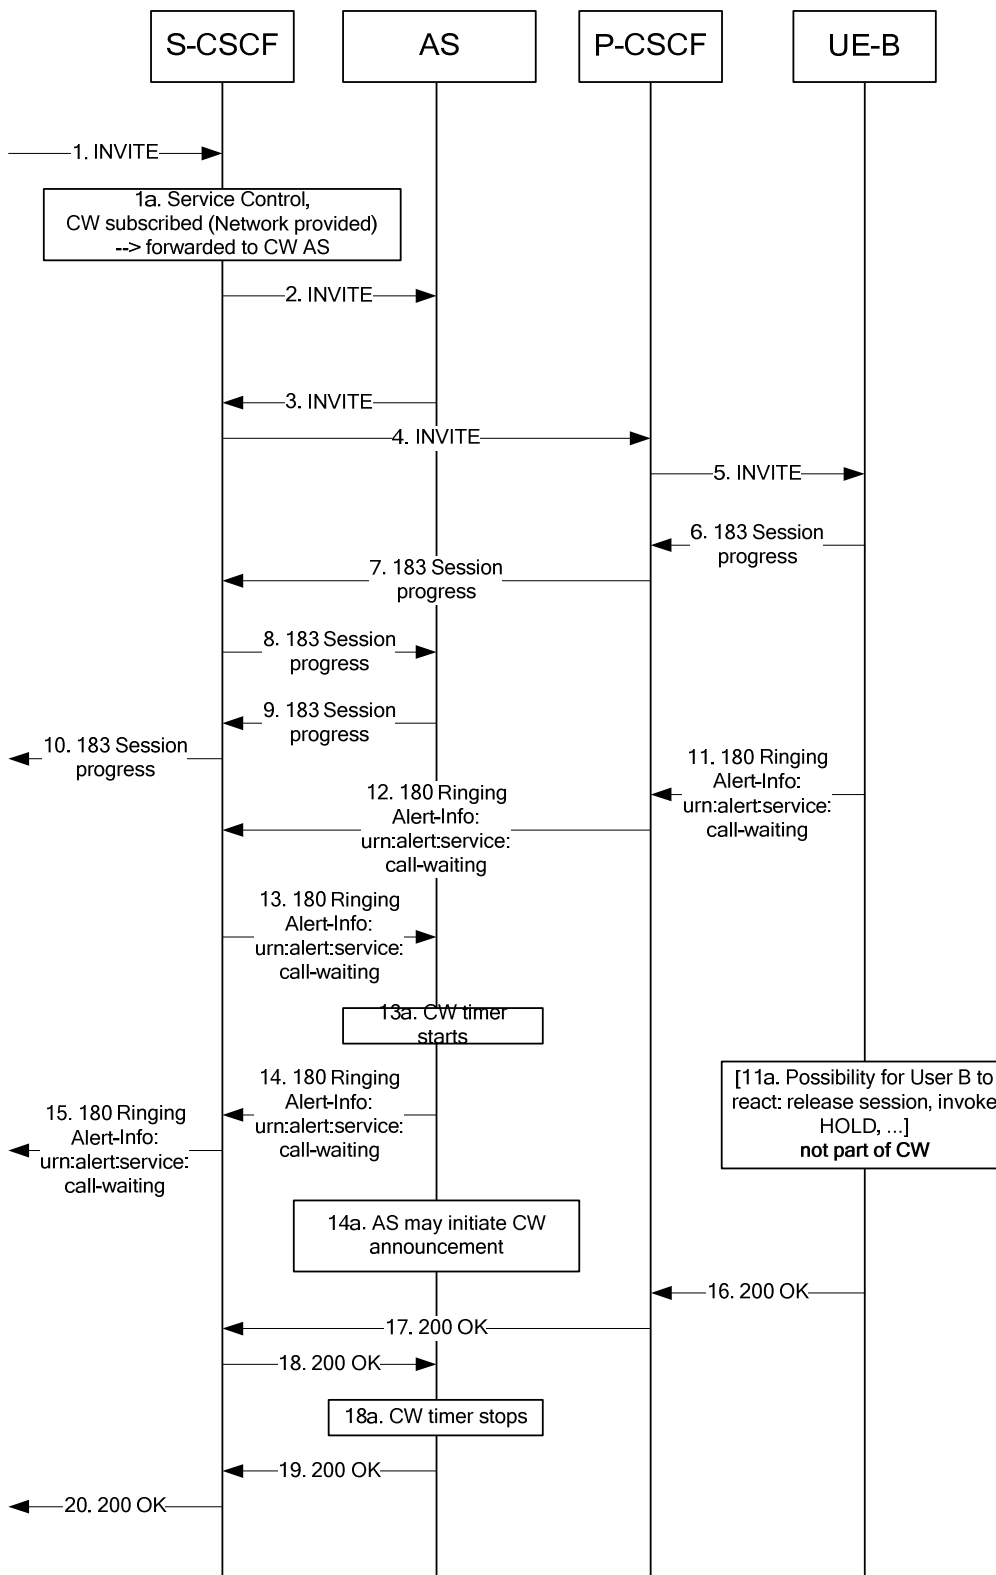 S-CSCF
AS
P-CSCF
UE-B
1. INVITE
1a. Service Control,
CW subscribed (Network provided)
--> forwarded to CW AS
2. INVITE
3. INVITE
4. INVITE
5. INVITE
6. 183 Session
progress
7. 183 Session
progress
8. 183 Session
progress
9. 183 Session
progress
10. 183 Session
progress
11. 180 Ringing
Alert-Info:
urn:alert:service:
call-waiting
12. 180 Ringing
Alert-Info:
urn:alert:service:
call-waiting
13. 180 Ringing
Alert-Info:
urn:alert:service:
call-waiting
13a. CW timer
starts
[11a. Possibility for User B to
react: release session, invoke
HOLD, ...]
not part of CW
14. 180 Ringing
Alert-Info:
urn:alert:service:
call-waiting
15. 180 Ringing
Alert-Info:
urn:alert:service:
call-waiting
14a. AS may initiate CW
announcement
16. 200 OK
17. 200 OK
18. 200 OK
18a. CW timer stops
19. 200 OK
20. 200 OK